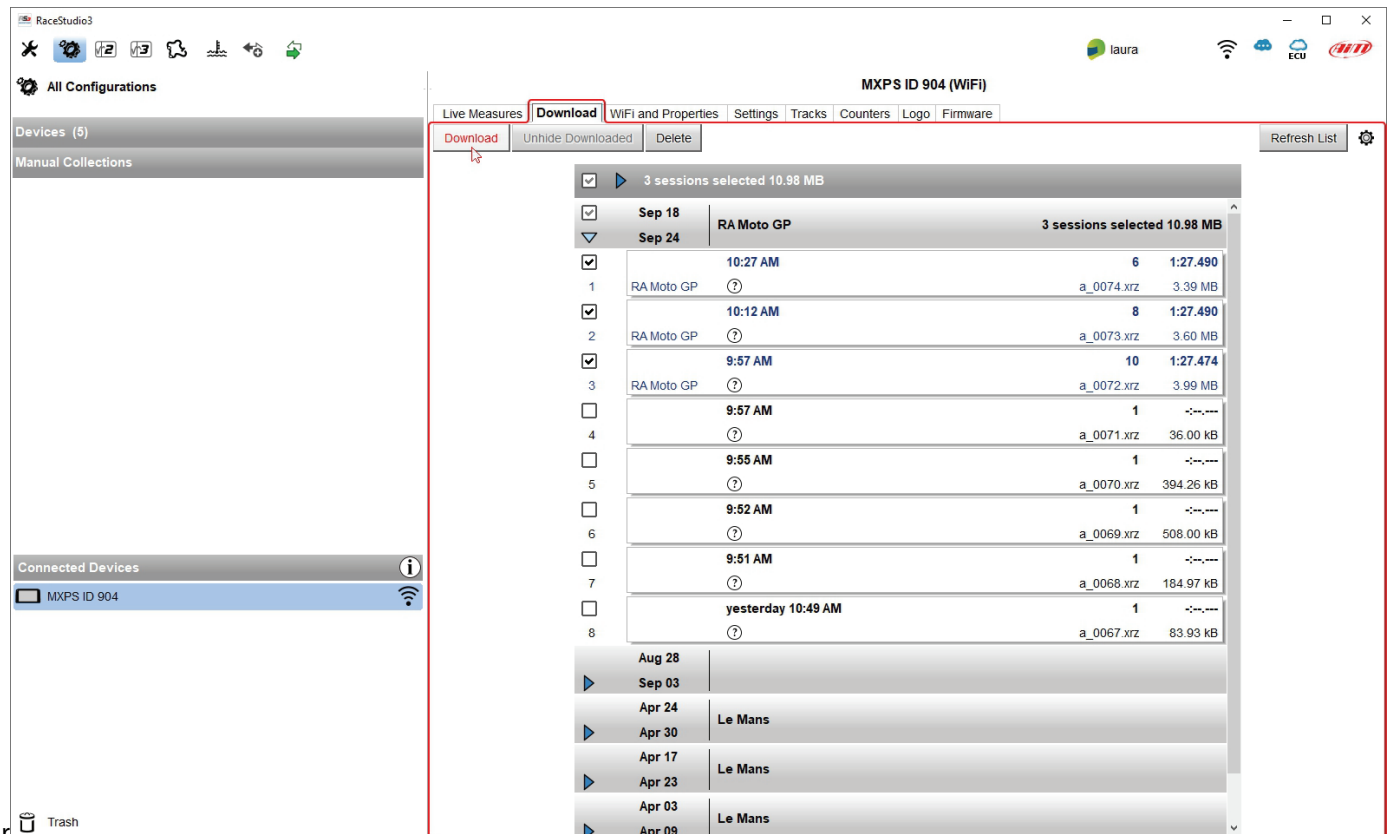 RaceStudio3
laura
ECU
AiM
All Configurations
MXPS ID 904 (WiFi)
Live Measures Download WiFi and Properties Settings Tracks Counters Logo Firmware
Devices (5)
Download Unhide Downloaded Delete Refresh List
Manual Collections
3 sessions selected 10.98 MB
Sep 18
RA Moto GP 3 sessions selected 10.98 MB
Sep 24
10:27 AM 6 1:27.490
1 RA Moto GP ? a_0074.xrz 3.39 MB
10:12 AM 8 1:27.490
2 RA Moto GP ? a_0073.xrz 3.60 MB
9:57 AM 10 1:27.474
3 RA Moto GP ? a_0072.xrz 3.99 MB
9:57 AM 1 -:--.---
4 ? a_0071.xrz 36.00 kB
9:55 AM 1 -:--.---
5 ? a_0070.xrz 394.26 kB
9:52 AM 1 -:--.---
6 ? a_0069.xrz 508.00 kB
9:51 AM 1 -:--.---
7 ? a_0068.xrz 184.97 kB
yesterday 10:49 AM 1 -:--.---
8 ? a_0067.xrz 83.93 kB
Connected Devices i
MXPS ID 904
Aug 28
Sep 03
Apr 24
Le Mans
Apr 30
Apr 17
Le Mans
Apr 23
Apr 03
Le Mans
Apr 09
r Trash